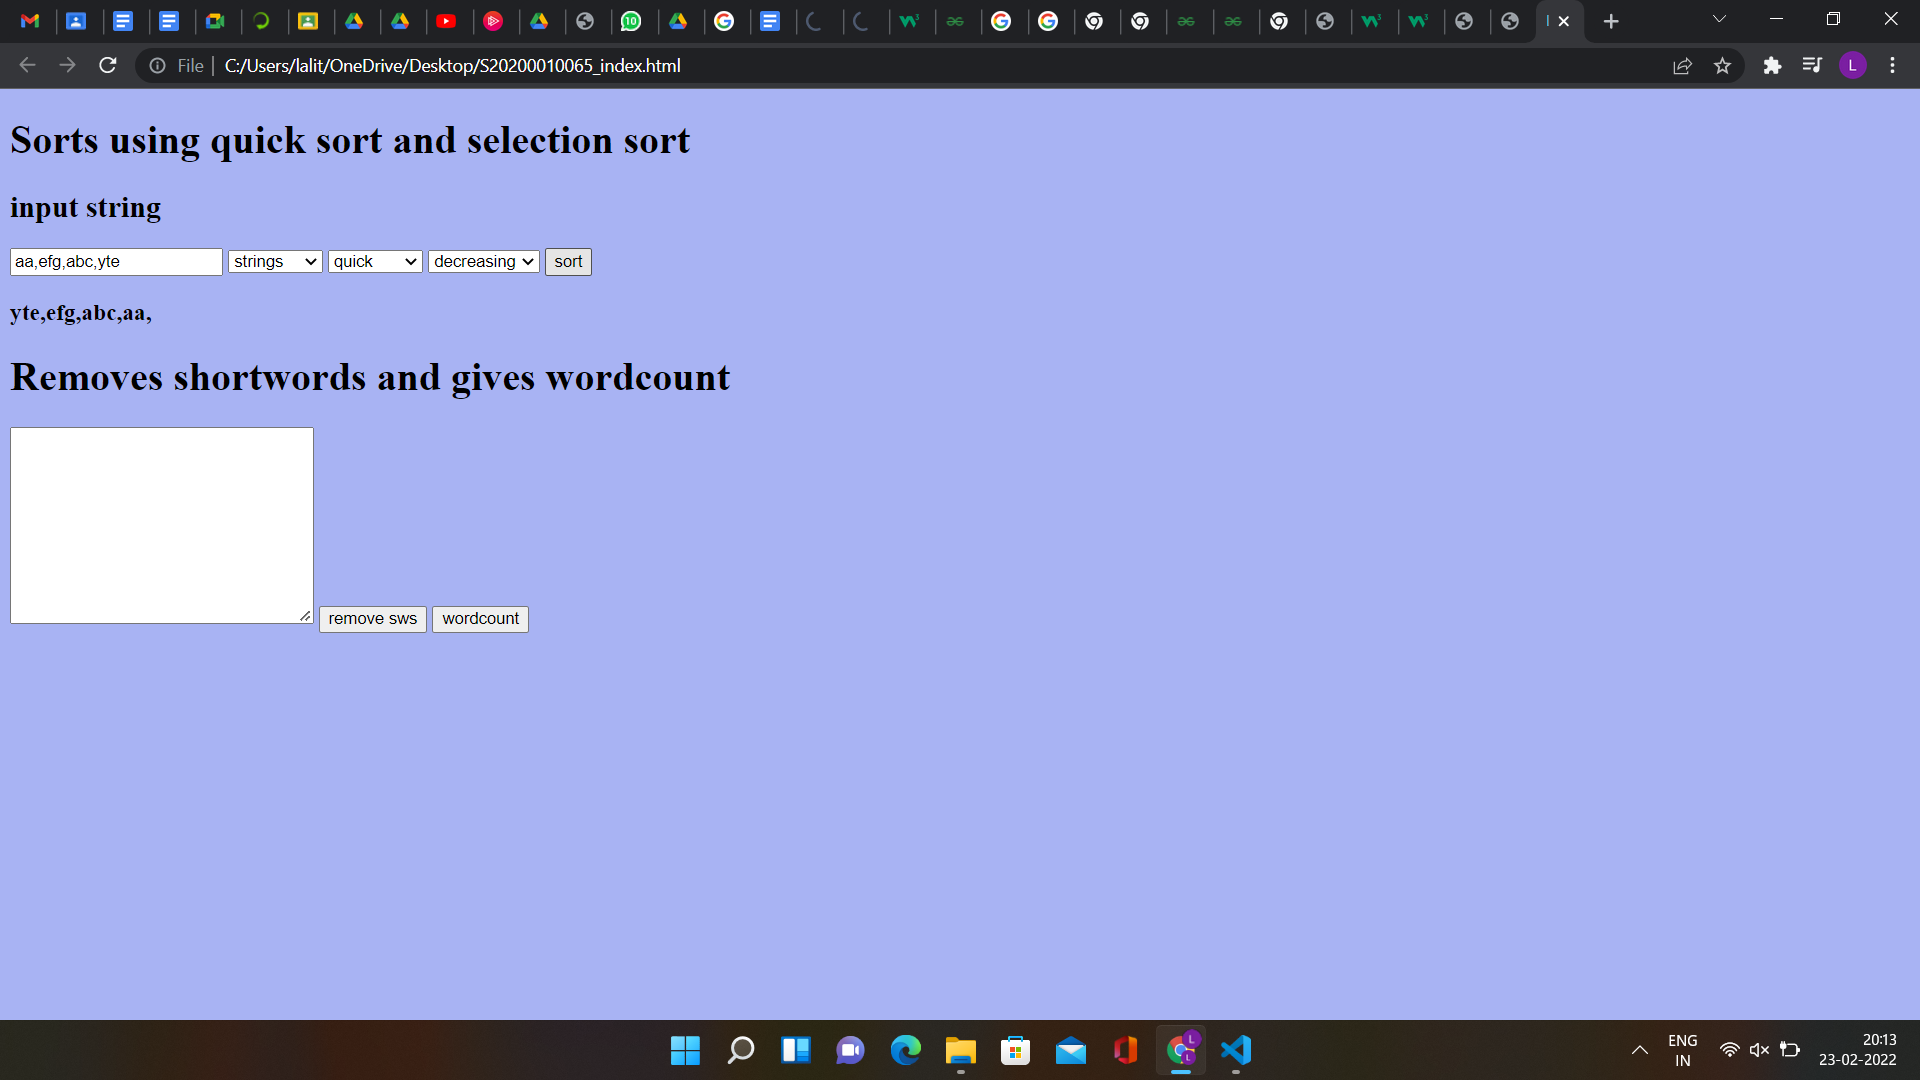 File
C:/Users/lalit/OneDrive/Desktop/S20200010065_index.html
L
Sorts using quick sort and selection sort
input string
aa,efg,abc,yte strings quick decreasing sort
yte,efg,abc,aa,
Removes shortwords and gives wordcount
remove sws wordcount
ENG
IN
20:13
23-02-2022